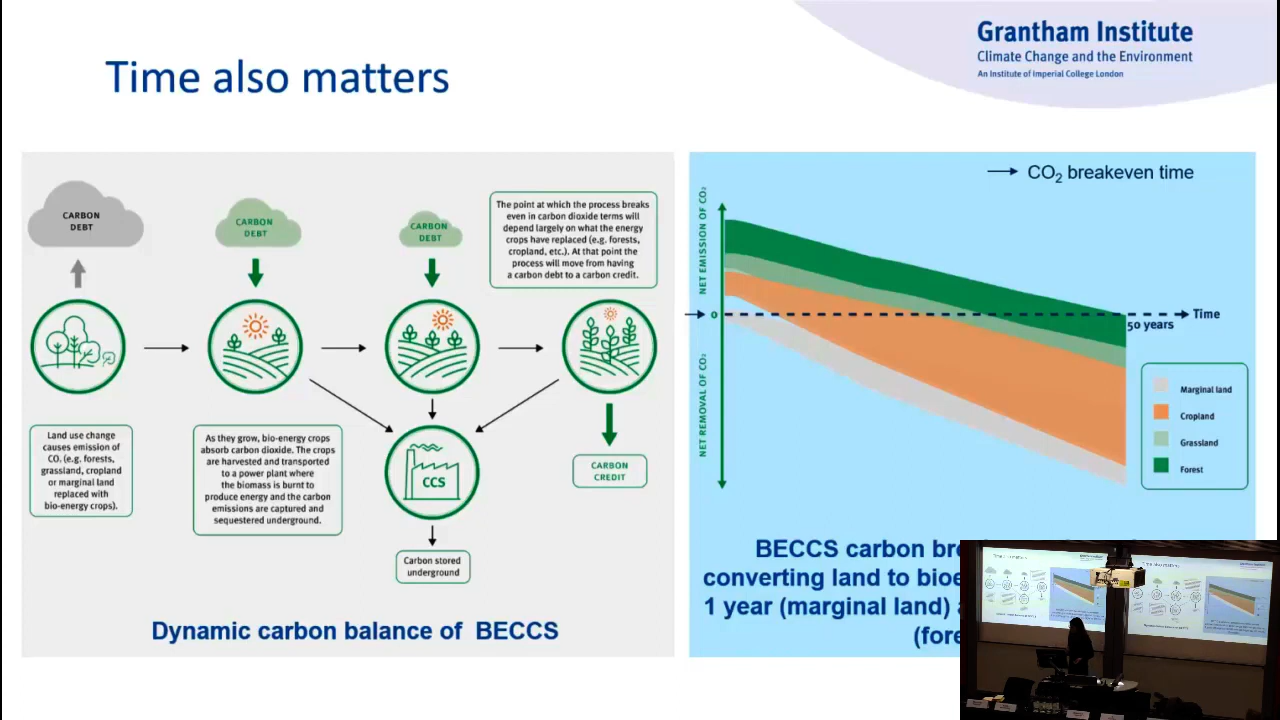 Time also matters
Grantham Institute
Climate Change and the Environment
An Institute of Imperial College London
CARBON
DEBT
CARBON
DEBT
CARBON
DEBT
The point at which the process breaks
even in carbon dioxide terms will
depend largely on what the energy
crops have replaced (e.g. forests,
cropland, etc.). At that point the
process will move from having
a carbon debt to a carbon credit.
Land use change
causes emission of
CO, (e.g. forests,
grassland, cropland
or marginal land
replaced with
bio-energy crops).
As they grow, bio-energy crops
absorb carbon dioxide. The crops
are harvested and transported
to a power plant where
the biomass is burnt to
produce energy and the carbon
emissions are captured and
sequestered underground.
CCS
Carbon stored
underground
CARBON
CREDIT
Dynamic carbon balance of BECCS
CO₂ breakeven time
NET EMISSION OF CO₂
NET REMOVAL OF CO₂
0
Time
50 years
Marginal land
Cropland
Grassland
Forest
BECCS carbon
converting land to
1 year (marginal land)